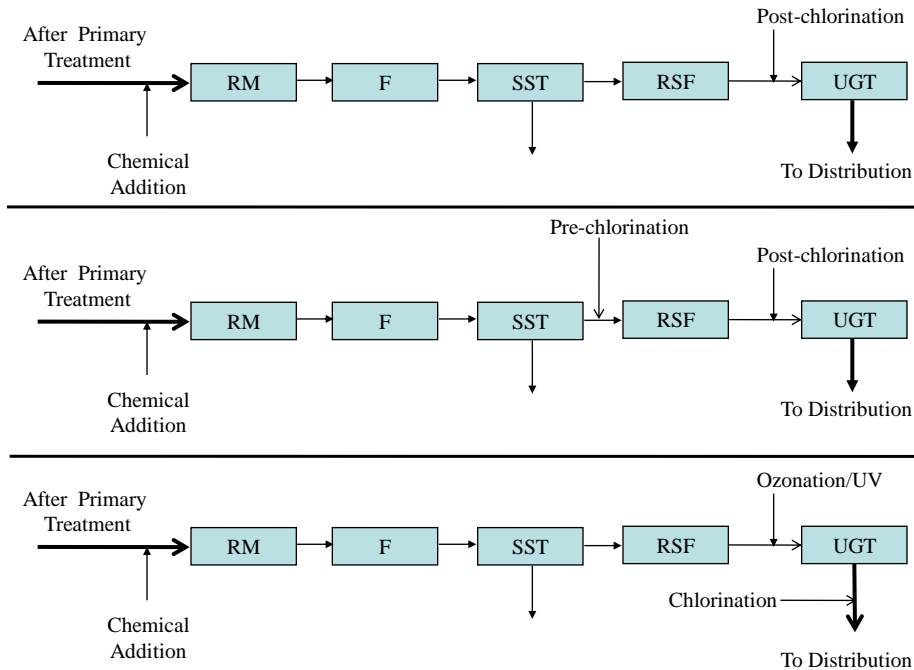 Post-chlorination
After Primary
Treatment
RM
F
SST
RSF
UGT
Chemical
Addition
To Distribution
Pre-chlorination
Post-chlorination
After Primary
Treatment
RM
F
SST
RSF
UGT
Chemical
Addition
To Distribution
Ozonation/UV
After Primary
Treatment
RM
F
SST
RSF
UGT
Chlorination
Chemical
Addition
To Distribution